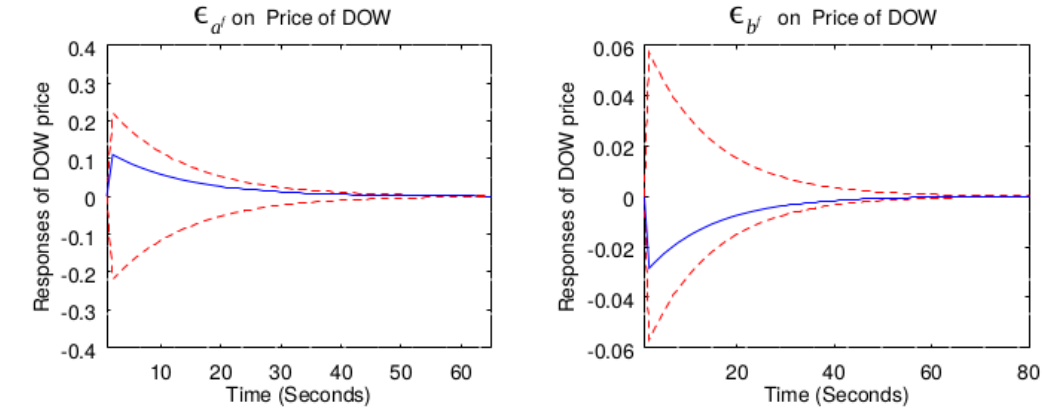 ϵ_{a^f} on Price of DOW
Responses of DOW price
0.4
0.3
0.2
0.1
0
-0.1
-0.2
-0.3
-0.4
10 20 30 40 50 60
Time (Seconds)
ϵ_{b^f} on Price of DOW
Responses of DOW price
0.06
0.04
0.02
0
-0.02
-0.04
-0.06
20 40 60 80
Time (Seconds)